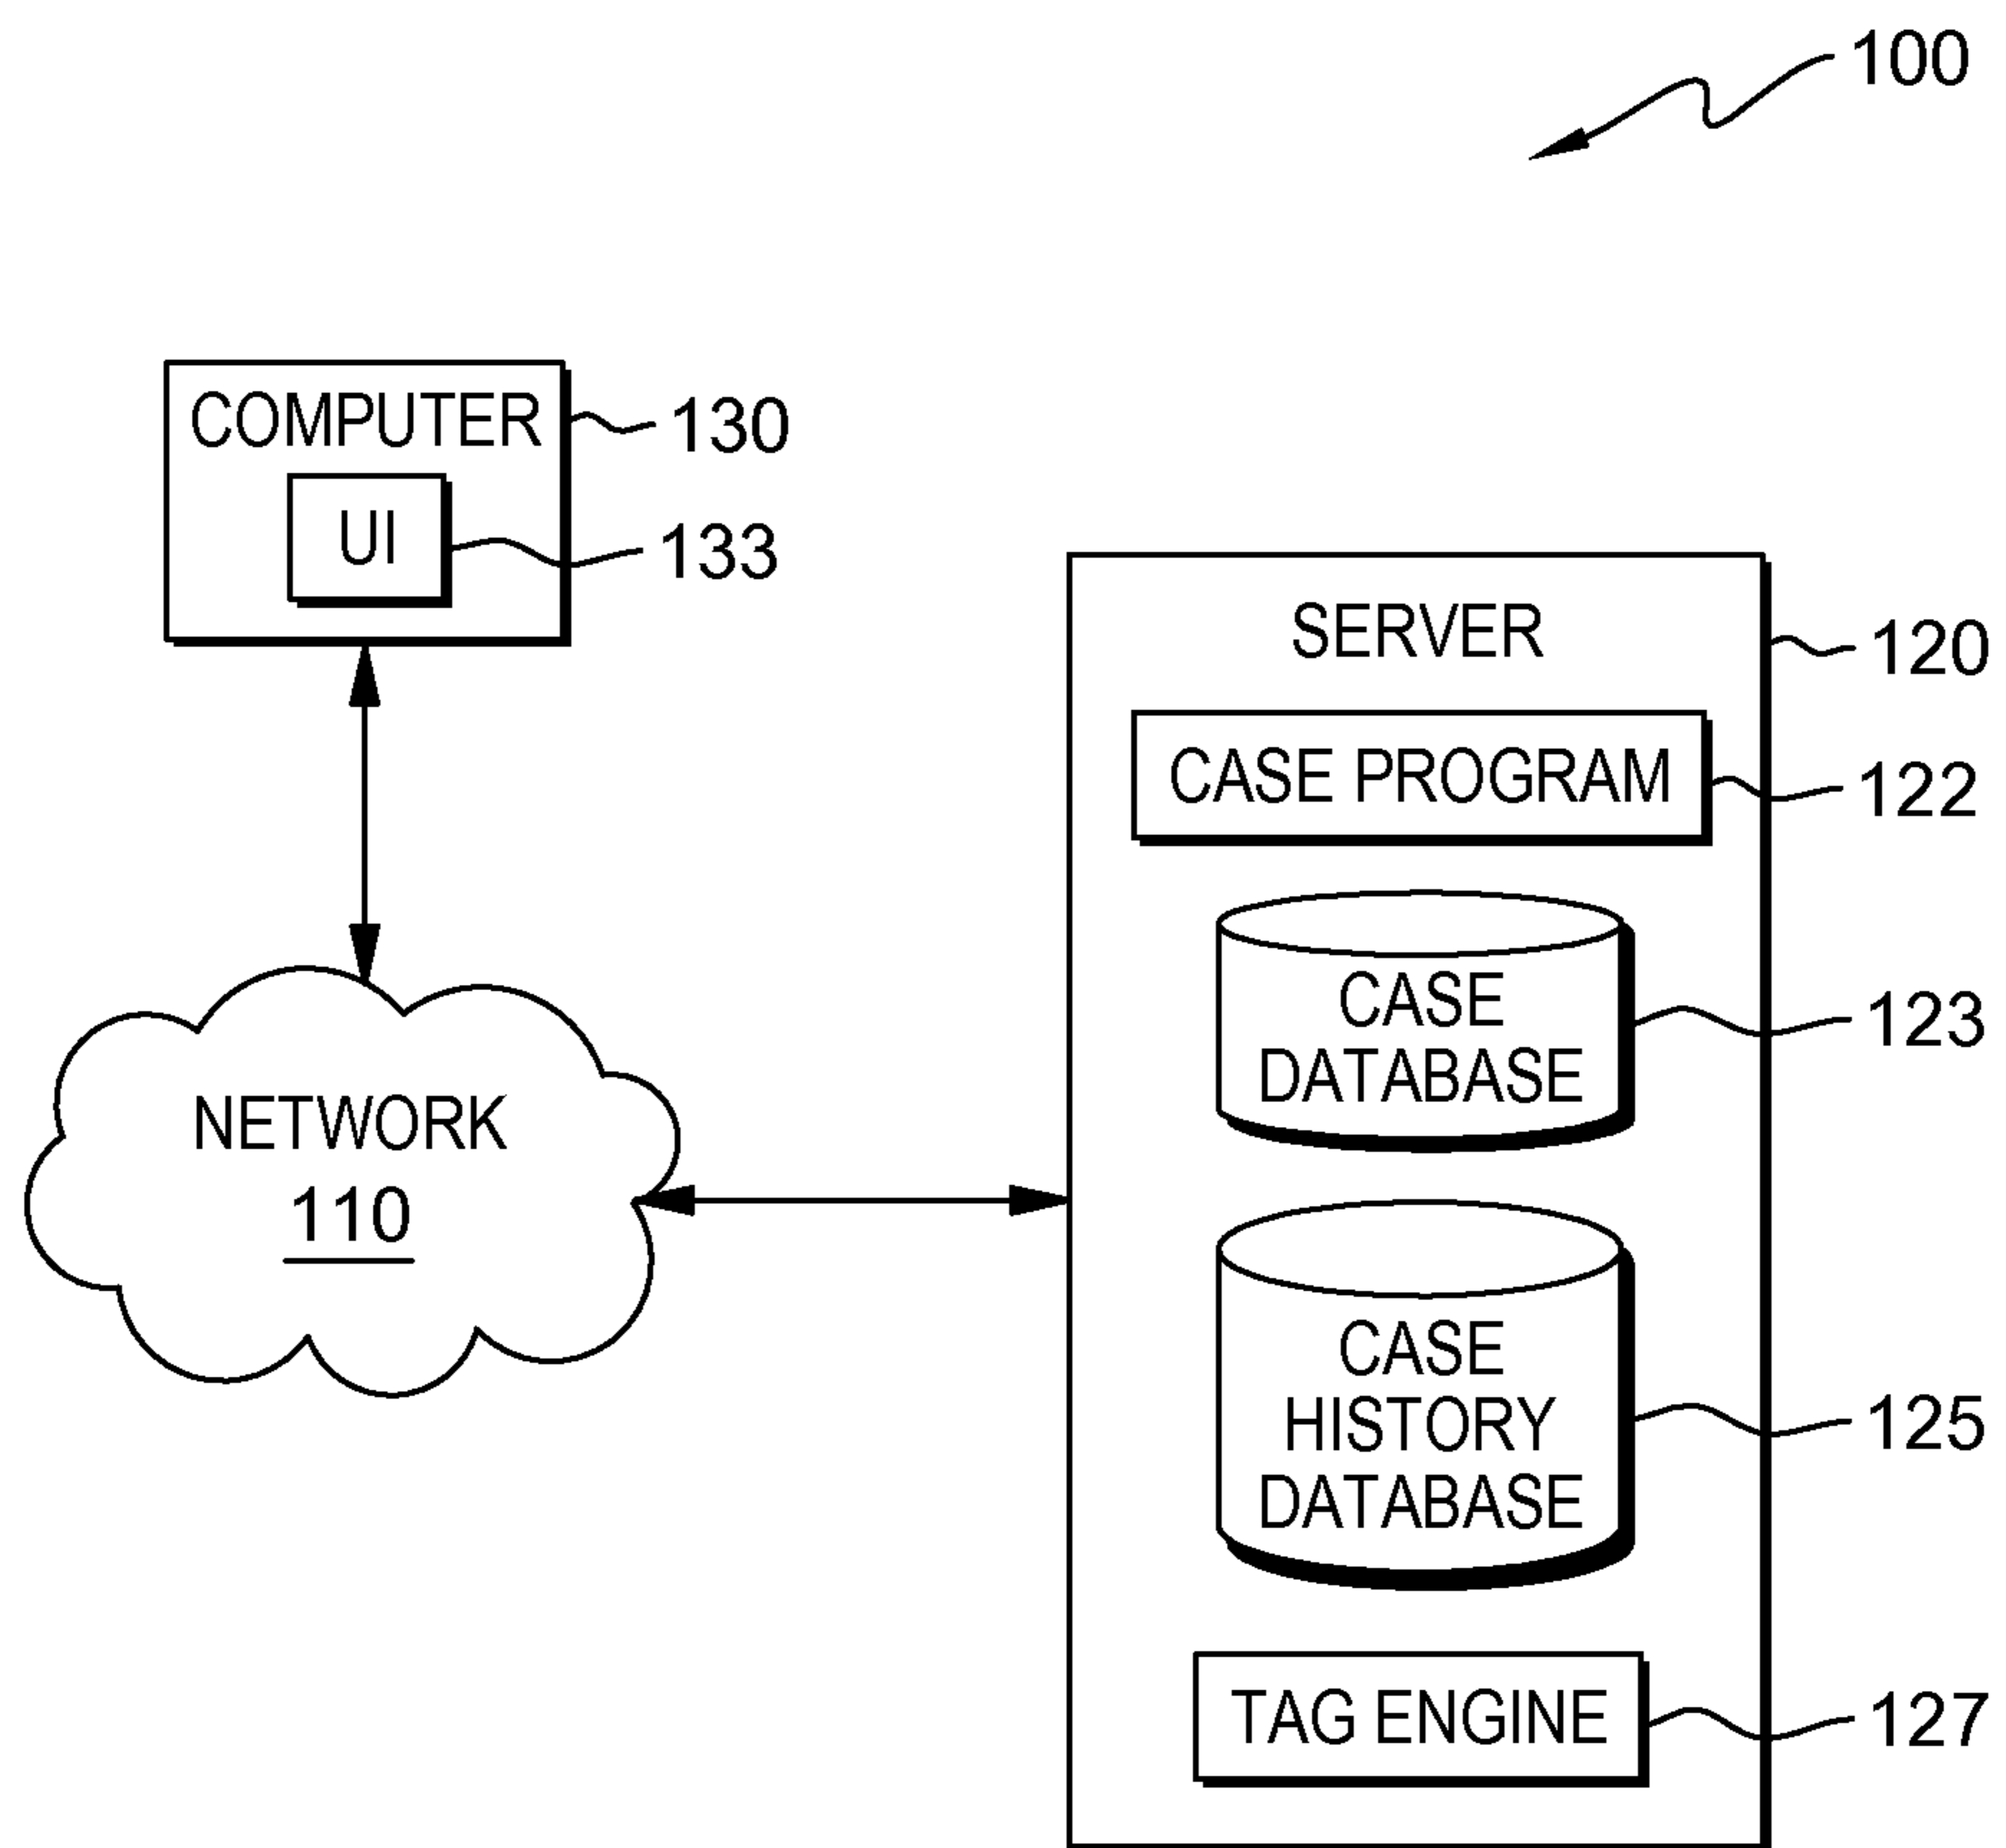 100
COMPUTER
130
UI
133
SERVER
120
CASE PROGRAM
122
CASE
DATABASE
123
NETWORK
110
CASE
HISTORY
DATABASE
125
TAG ENGINE
127